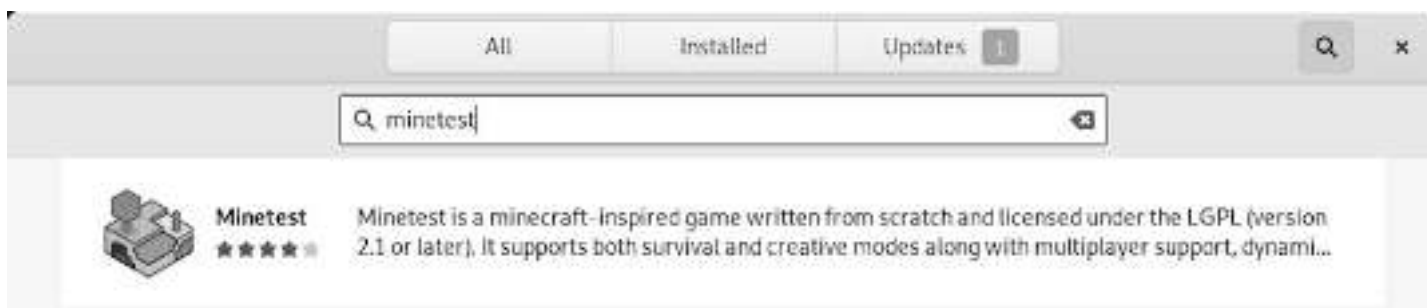 All
Installed
Updates 1
minetest
Minetest
Minetest is a minecraft-inspired game written from scratch and licensed under the LGPL (version
2.1 or later). It supports both survival and creative modes along with multiplayer support, dynami...